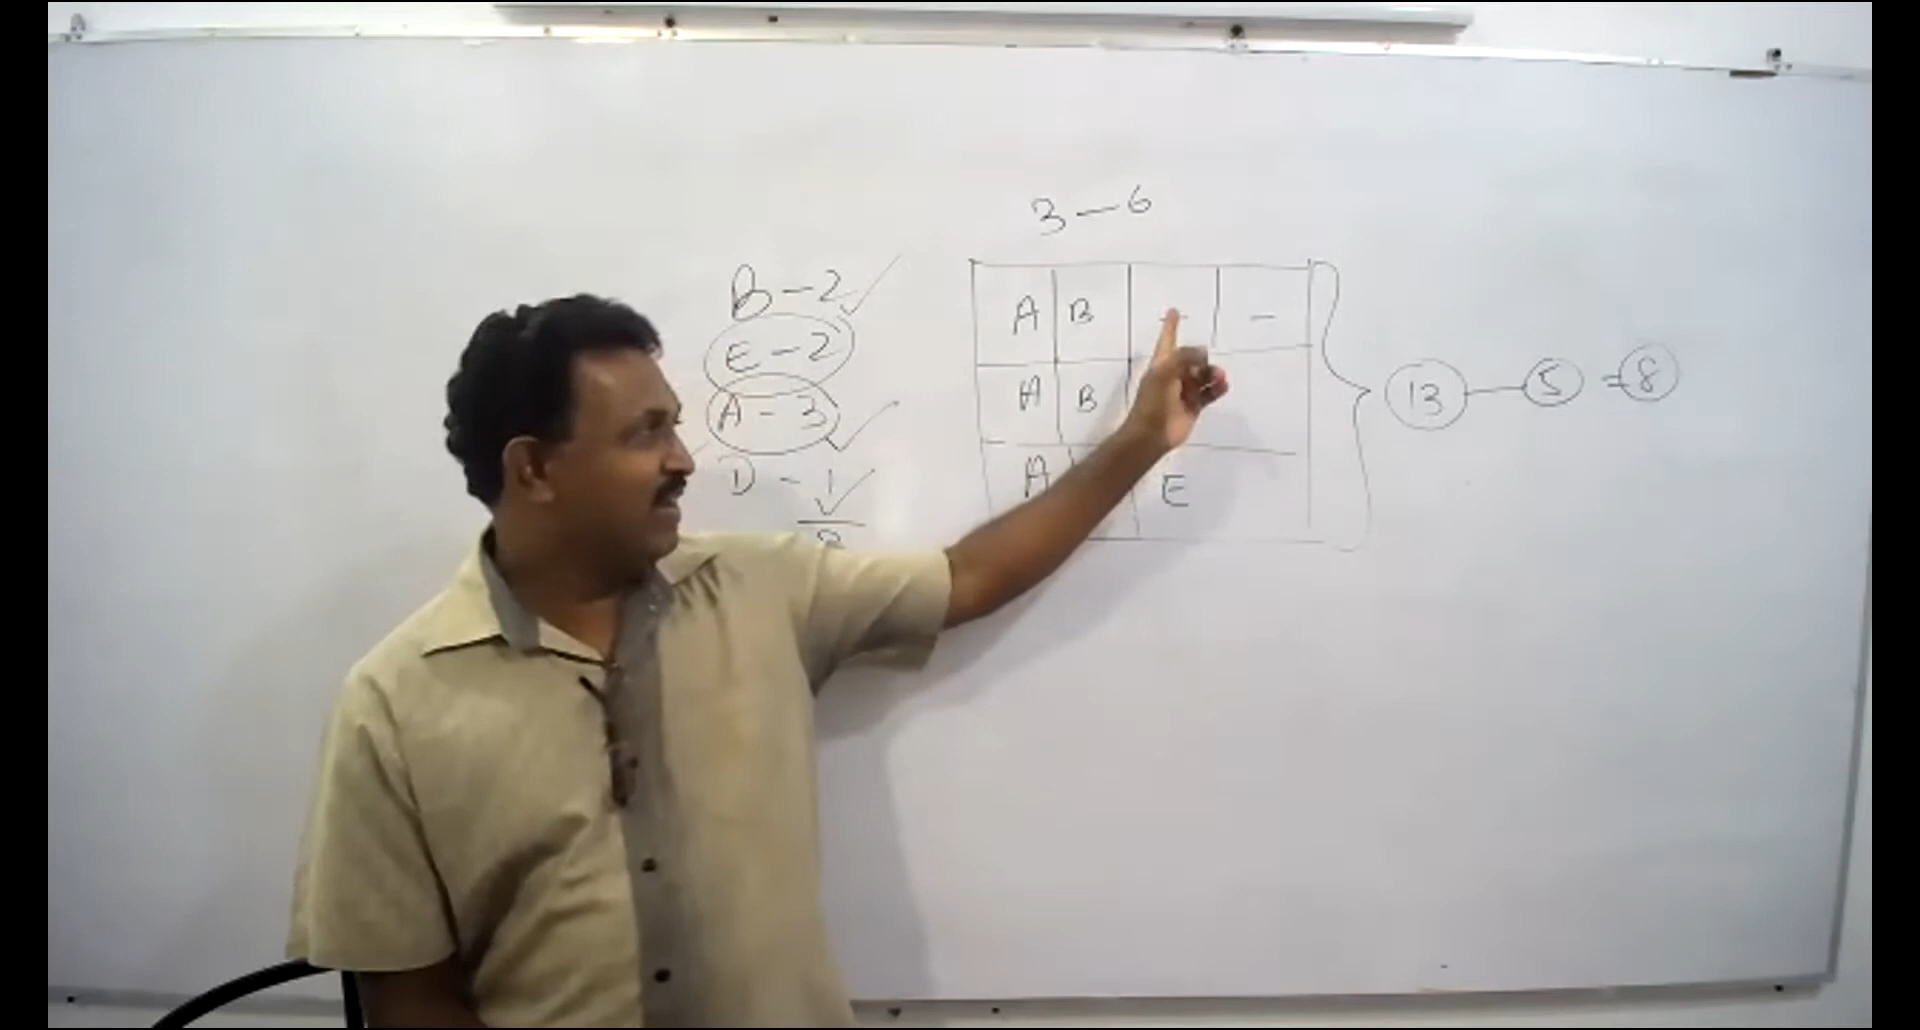 3 - 6
B - 2 ✓
E - 2
A - 3 ✓
D - 1 ✓
A B - -
A B
A E
13 — 5 = 8